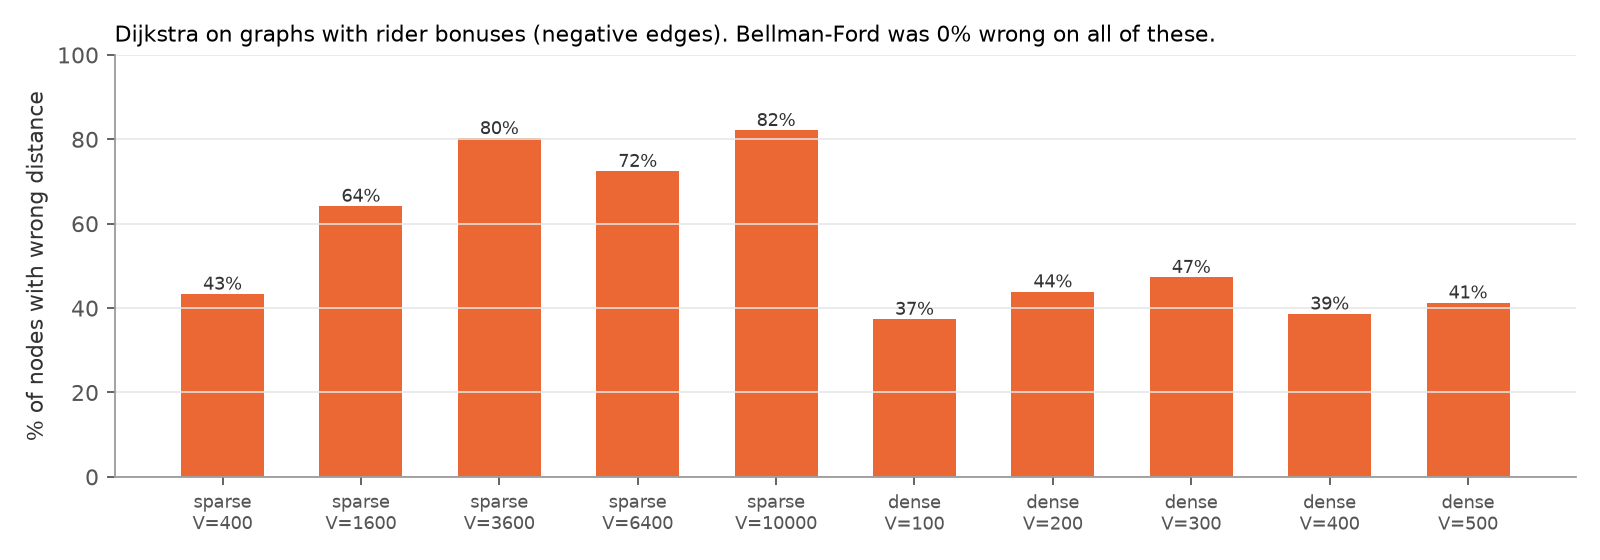 Dijkstra on graphs with rider bonuses (negative edges). Bellman-Ford was 0% wrong on all of these.
% of nodes with wrong distance
100
80
60
40
20
0
43%
64%
80%
72%
82%
37%
44%
47%
39%
41%
sparse
V=400
sparse
V=1600
sparse
V=3600
sparse
V=6400
sparse
V=10000
dense
V=100
dense
V=200
dense
V=300
dense
V=400
dense
V=500